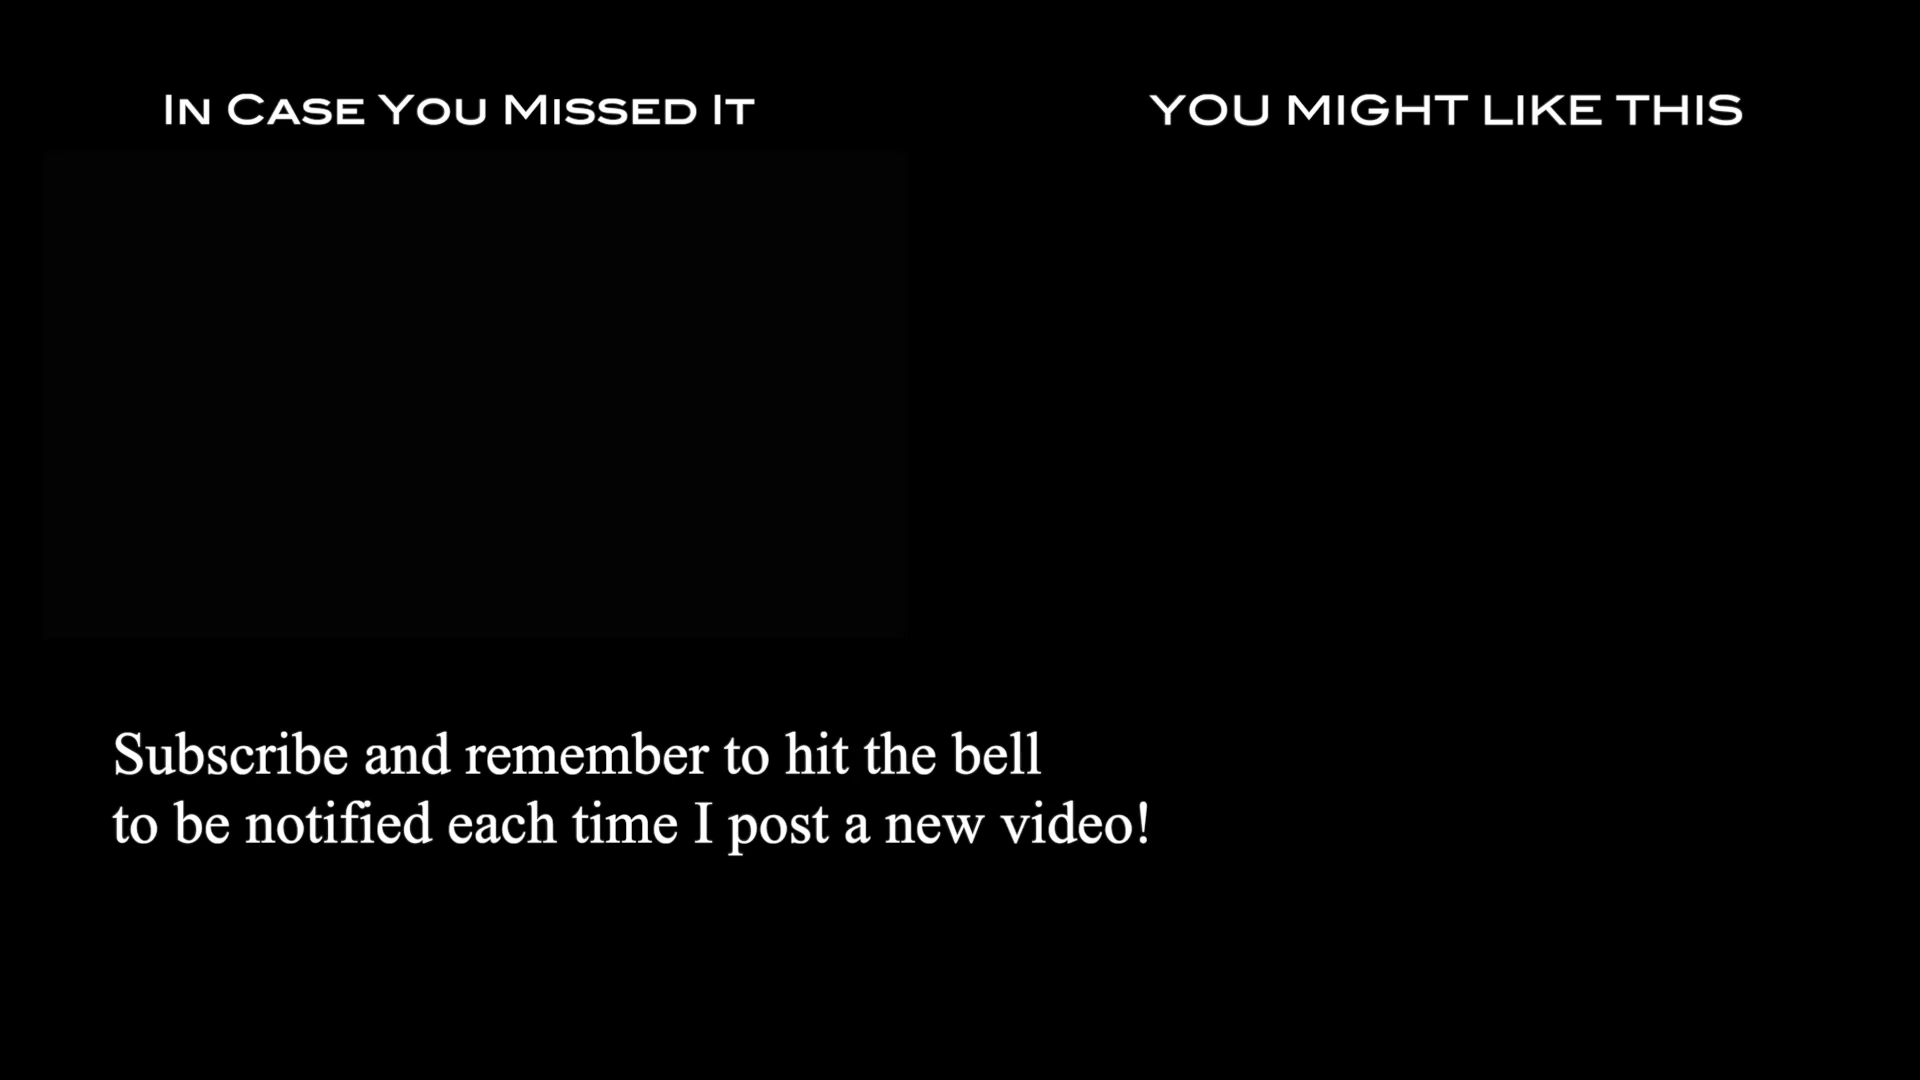 In Case You Missed It
YOU MIGHT LIKE THIS
Subscribe and remember to hit the bell
to be notified each time I post a new video!